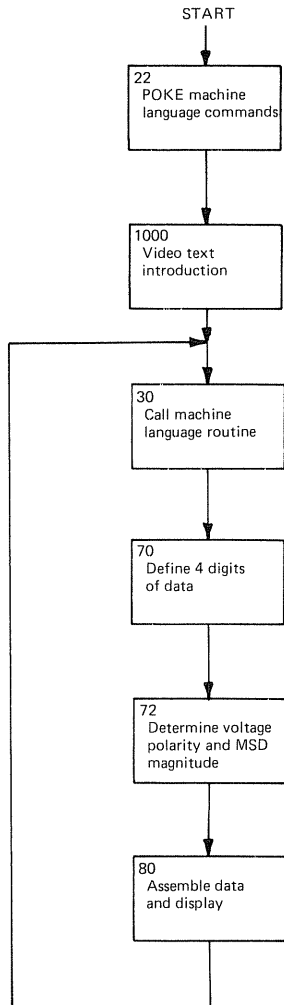 START
22
POKE machine
language commands
1000
Video text
introduction
30
Call machine
language routine
70
Define 4 digits
of data
72
Determine voltage
polarity and MSD
magnitude
80
Assemble data
and display